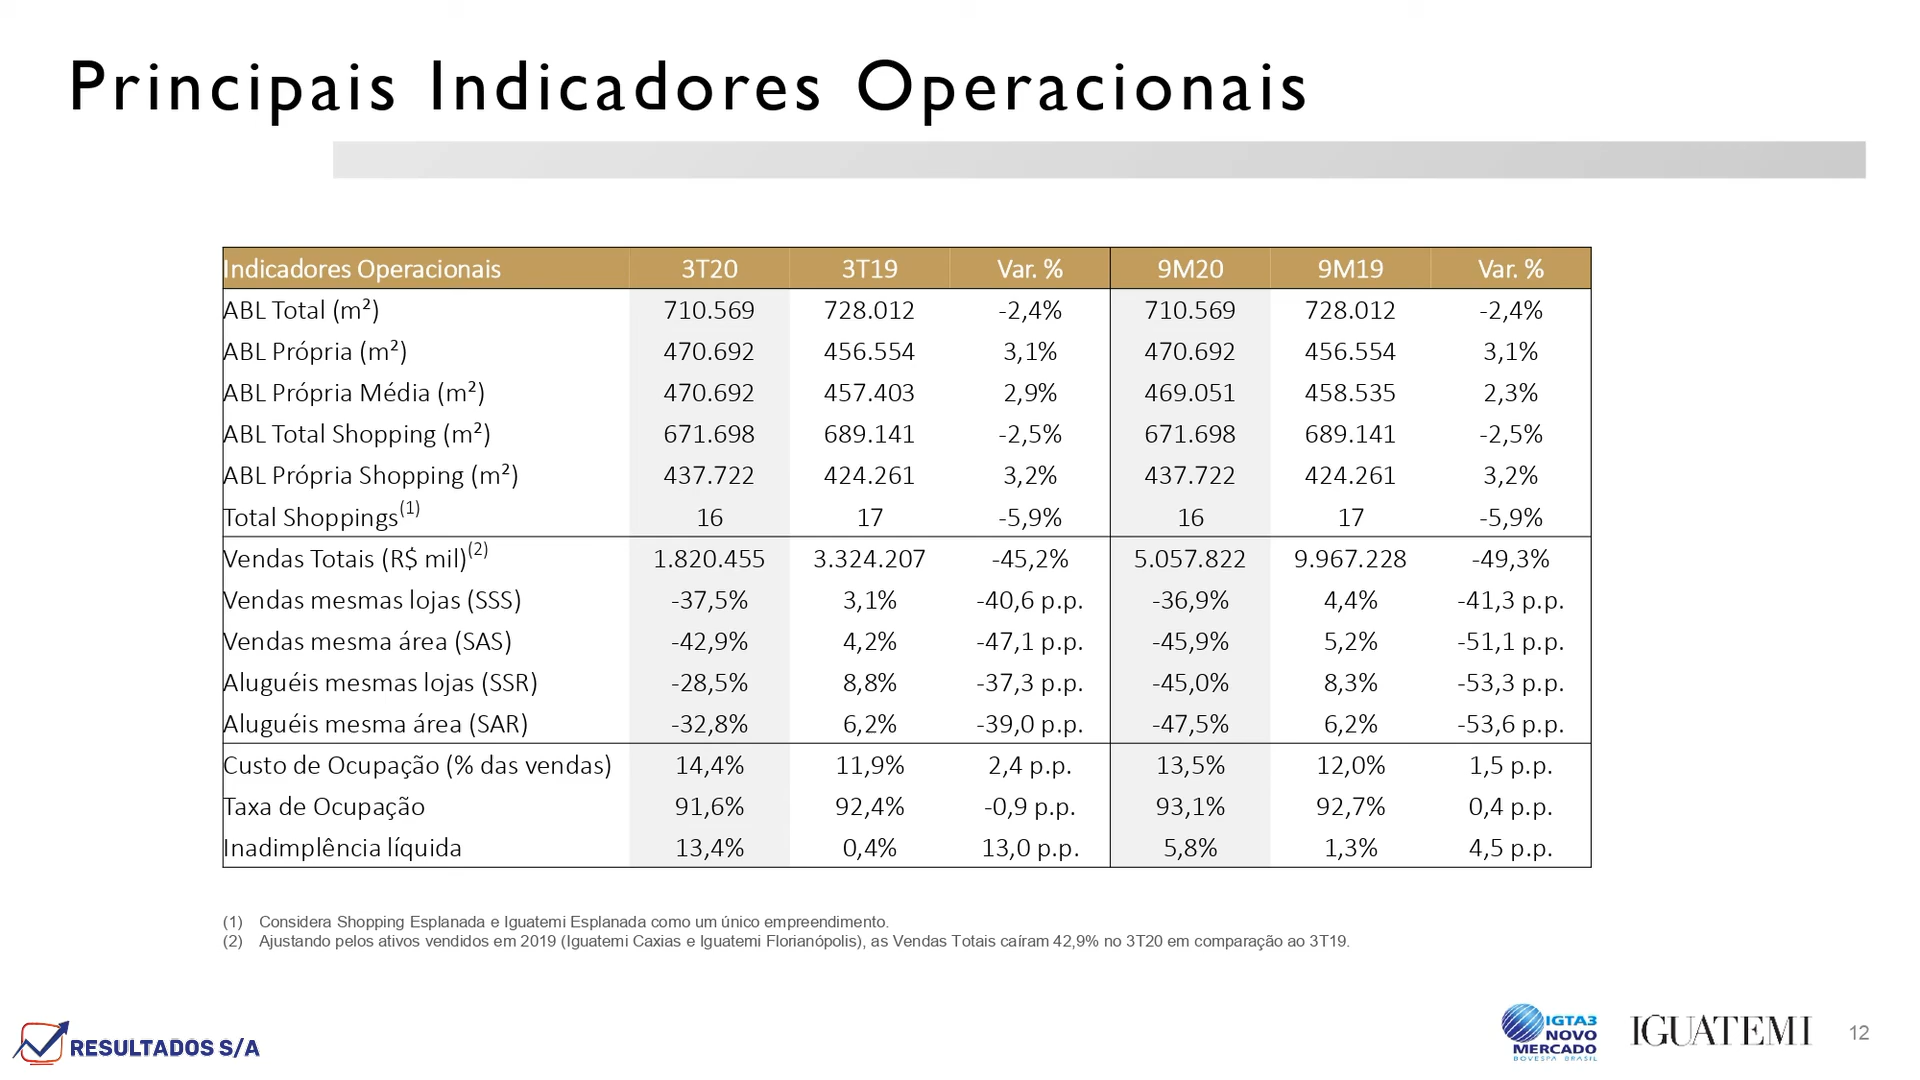 Principais Indicadores Operacionais
Indicadores Operacionais 3T20 3T19 Var. % 9M20 9M19 Var. %
ABL Total (m²) 710.569 728.012 -2,4% 710.569 728.012 -2,4%
ABL Própria (m²) 470.692 456.554 3,1% 470.692 456.554 3,1%
ABL Própria Média (m²) 470.692 457.403 2,9% 469.051 458.535 2,3%
ABL Total Shopping (m²) 671.698 689.141 -2,5% 671.698 689.141 -2,5%
ABL Própria Shopping (m²) 437.722 424.261 3,2% 437.722 424.261 3,2%
Total Shoppings(1) 16 17 -5,9% 16 17 -5,9%
Vendas Totais (R$ mil)(2) 1.820.455 3.324.207 -45,2% 5.057.822 9.967.228 -49,3%
Vendas mesmas lojas (SSS) -37,5% 3,1% -40,6 p.p. -36,9% 4,4% -41,3 p.p.
Vendas mesma área (SAS) -42,9% 4,2% -47,1 p.p. -45,9% 5,2% -51,1 p.p.
Aluguéis mesmas lojas (SSR) -28,5% 8,8% -37,3 p.p. -45,0% 8,3% -53,3 p.p.
Aluguéis mesma área (SAR) -32,8% 6,2% -39,0 p.p. -47,5% 6,2% -53,6 p.p.
Custo de Ocupação (% das vendas) 14,4% 11,9% 2,4 p.p. 13,5% 12,0% 1,5 p.p.
Taxa de Ocupação 91,6% 92,4% -0,9 p.p. 93,1% 92,7% 0,4 p.p.
Inadimplência líquida 13,4% 0,4% 13,0 p.p. 5,8% 1,3% 4,5 p.p.
(1) Considera Shopping Esplanada e Iguatemi Esplanada como um único empreendimento.
(2) Ajustando pelos ativos vendidos em 2019 (Iguatemi Caxias e Iguatemi Florianópolis), as Vendas Totais caíram 42,9% no 3T20 em comparação ao 3T19.
RESULTADOS S/A
IGTA3
NOVO
MERCADO
BOVESPA BRASIL
IGUATEMI
12